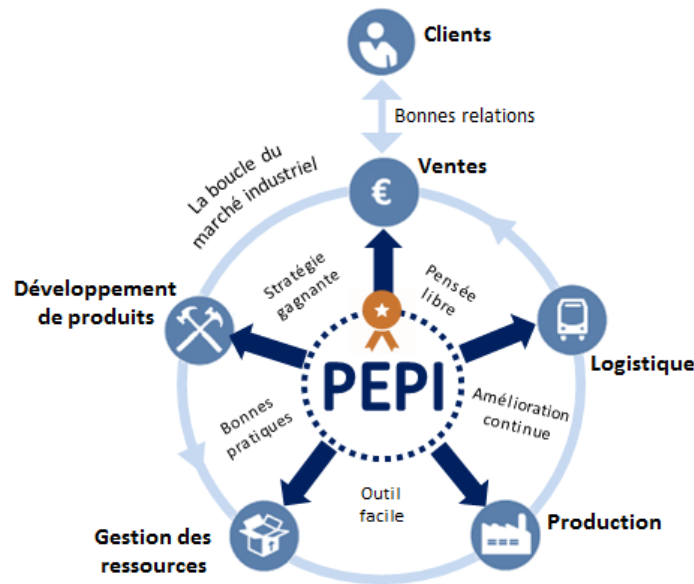 Clients
Bonnes relations
Ventes
€
La boucle du
marché industriel
Stratégie
gagnante
Pensée
libre
Développement
de produits
Logistique
PEPI
Bonnes
pratiques
Amélioration
continue
Outil
facile
Gestion des
ressources
Production